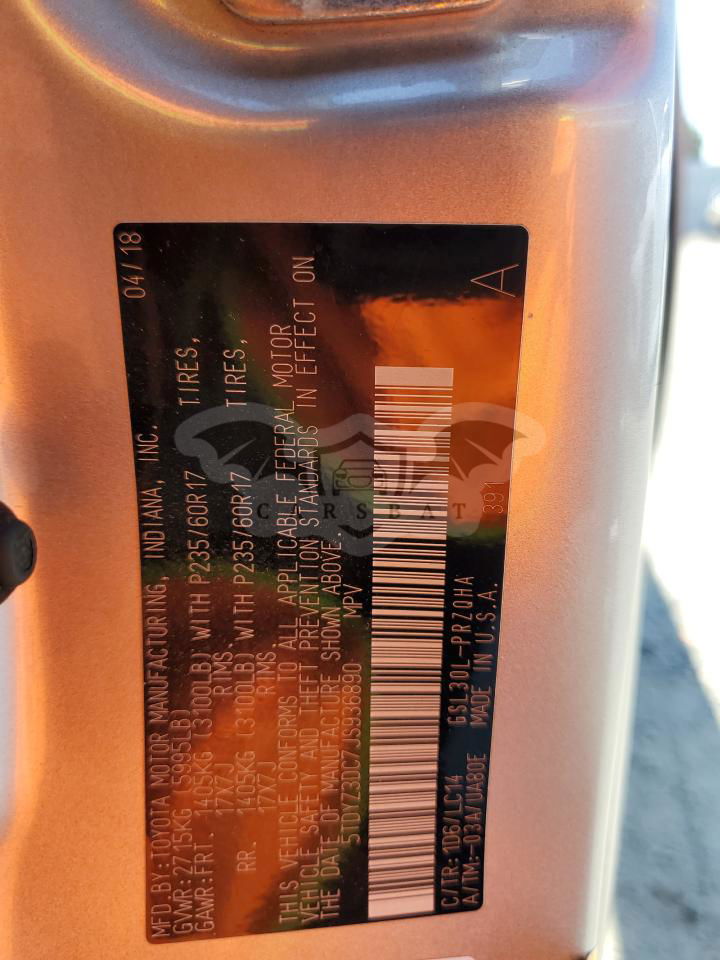 04/18
MFD.BY:TOYOTA MOTOR MANUFACTURING, INDIANA, INC.
GVWR:2715KG 5985LB
GAWR:FRT. 1405KG (3100LB) WITH P235/60R17 TIRES,
17X7J RIMS.
RR. 1405KG (3100LB) WITH P235/60R17 TIRES,
17X7J RIMS.
THIS VEHICLE CONFORMS TO ALL APPLICABLE FEDERAL MOTOR
VEHICLE SAFETY AND THEFT PREVENTION STANDARDS IN EFFECT ON
THE DATE OF MANUFACTURE SHOWN ABOVE.
5TDYZ3DC7JS936890 MPV
A
C/TR:1D6/LC14 GSL30L-PRZQHA 391
A/TM:-03A/UA80E MADE IN U.S.A.
CARSBAT